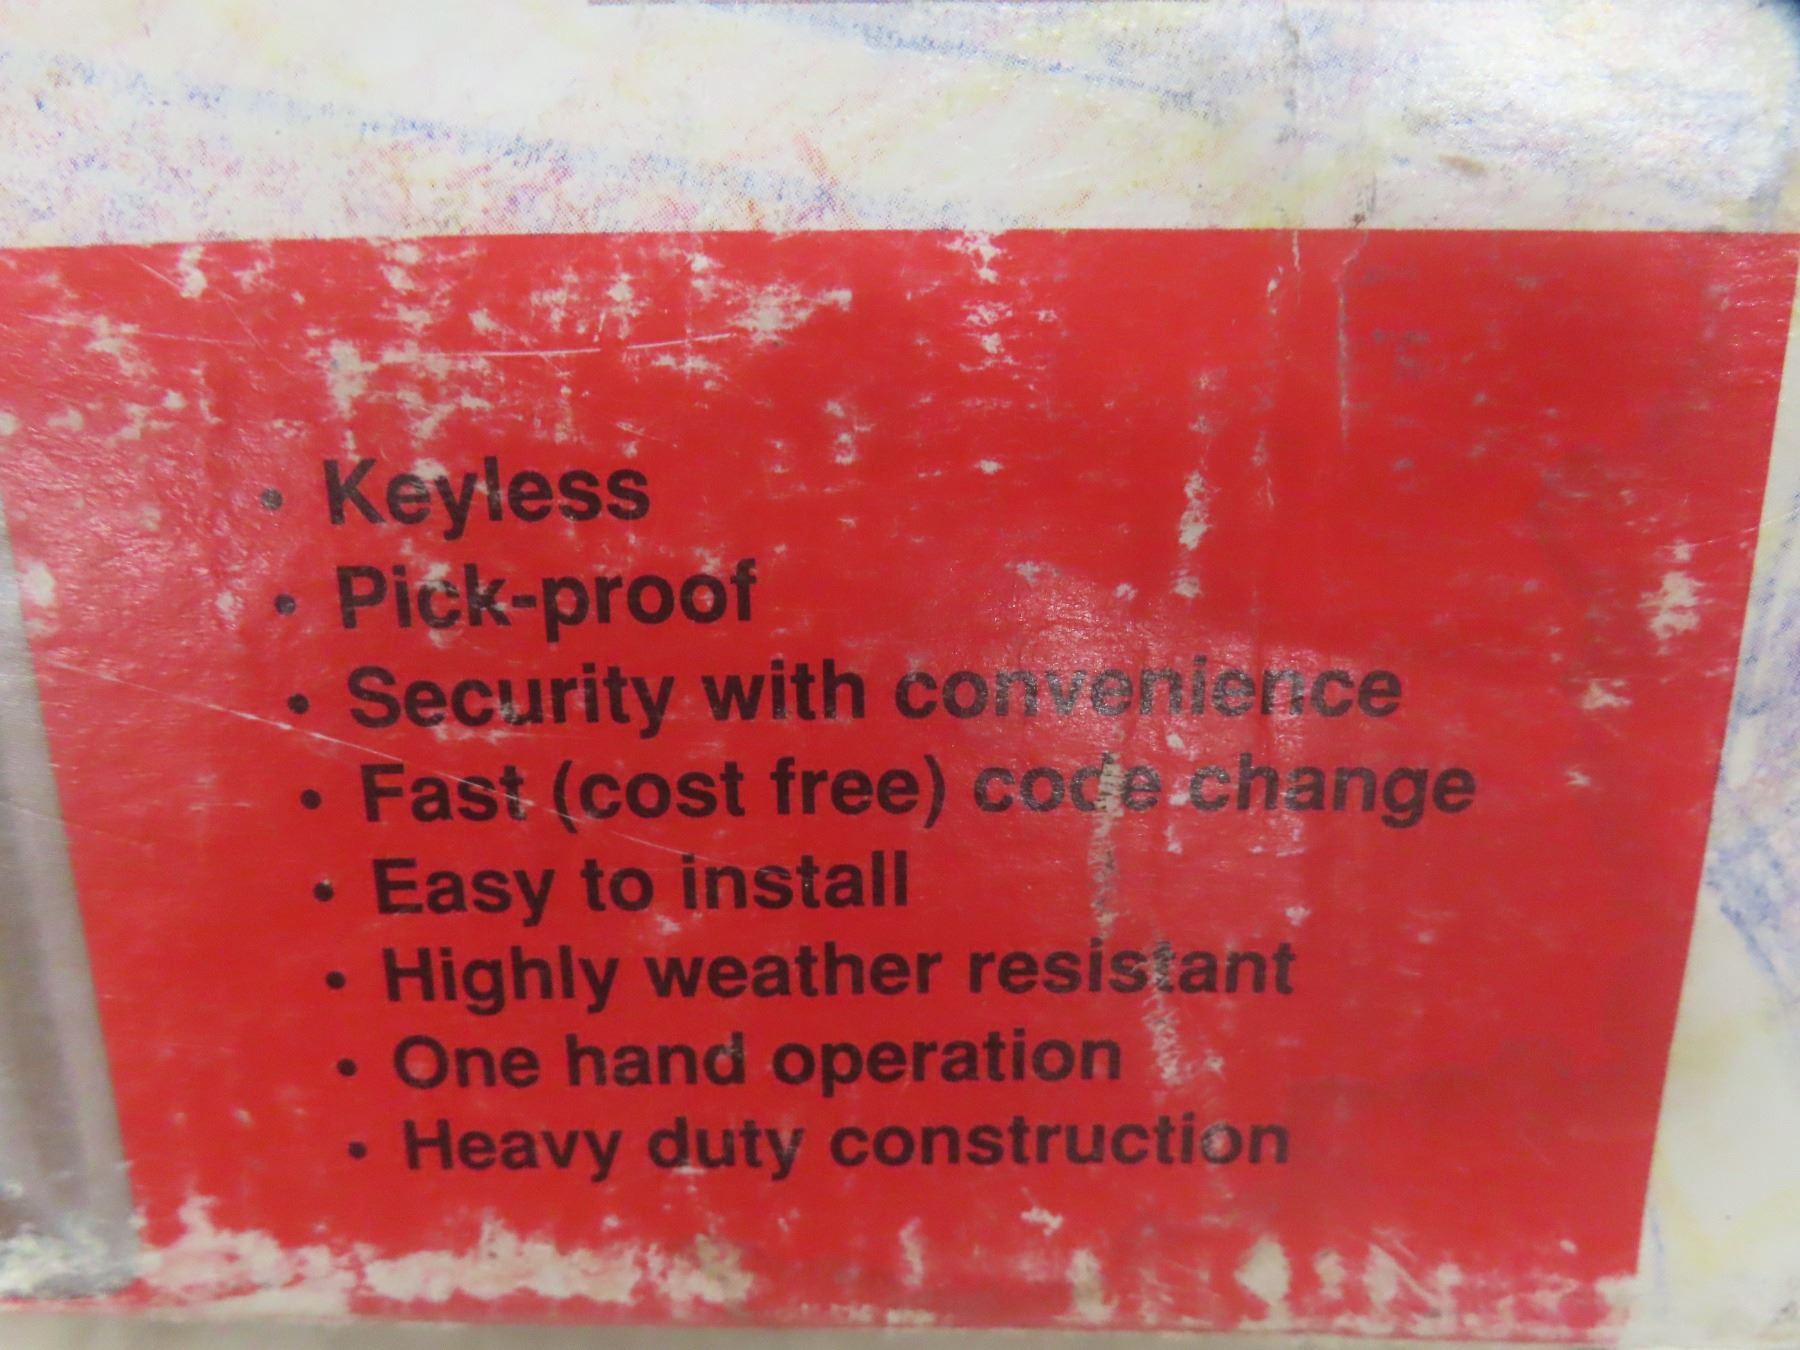 • Keyless
• Pick-proof
• Security with convenience
• Fast (cost free) code change
• Easy to install
• Highly weather resistant
• One hand operation
• Heavy duty construction